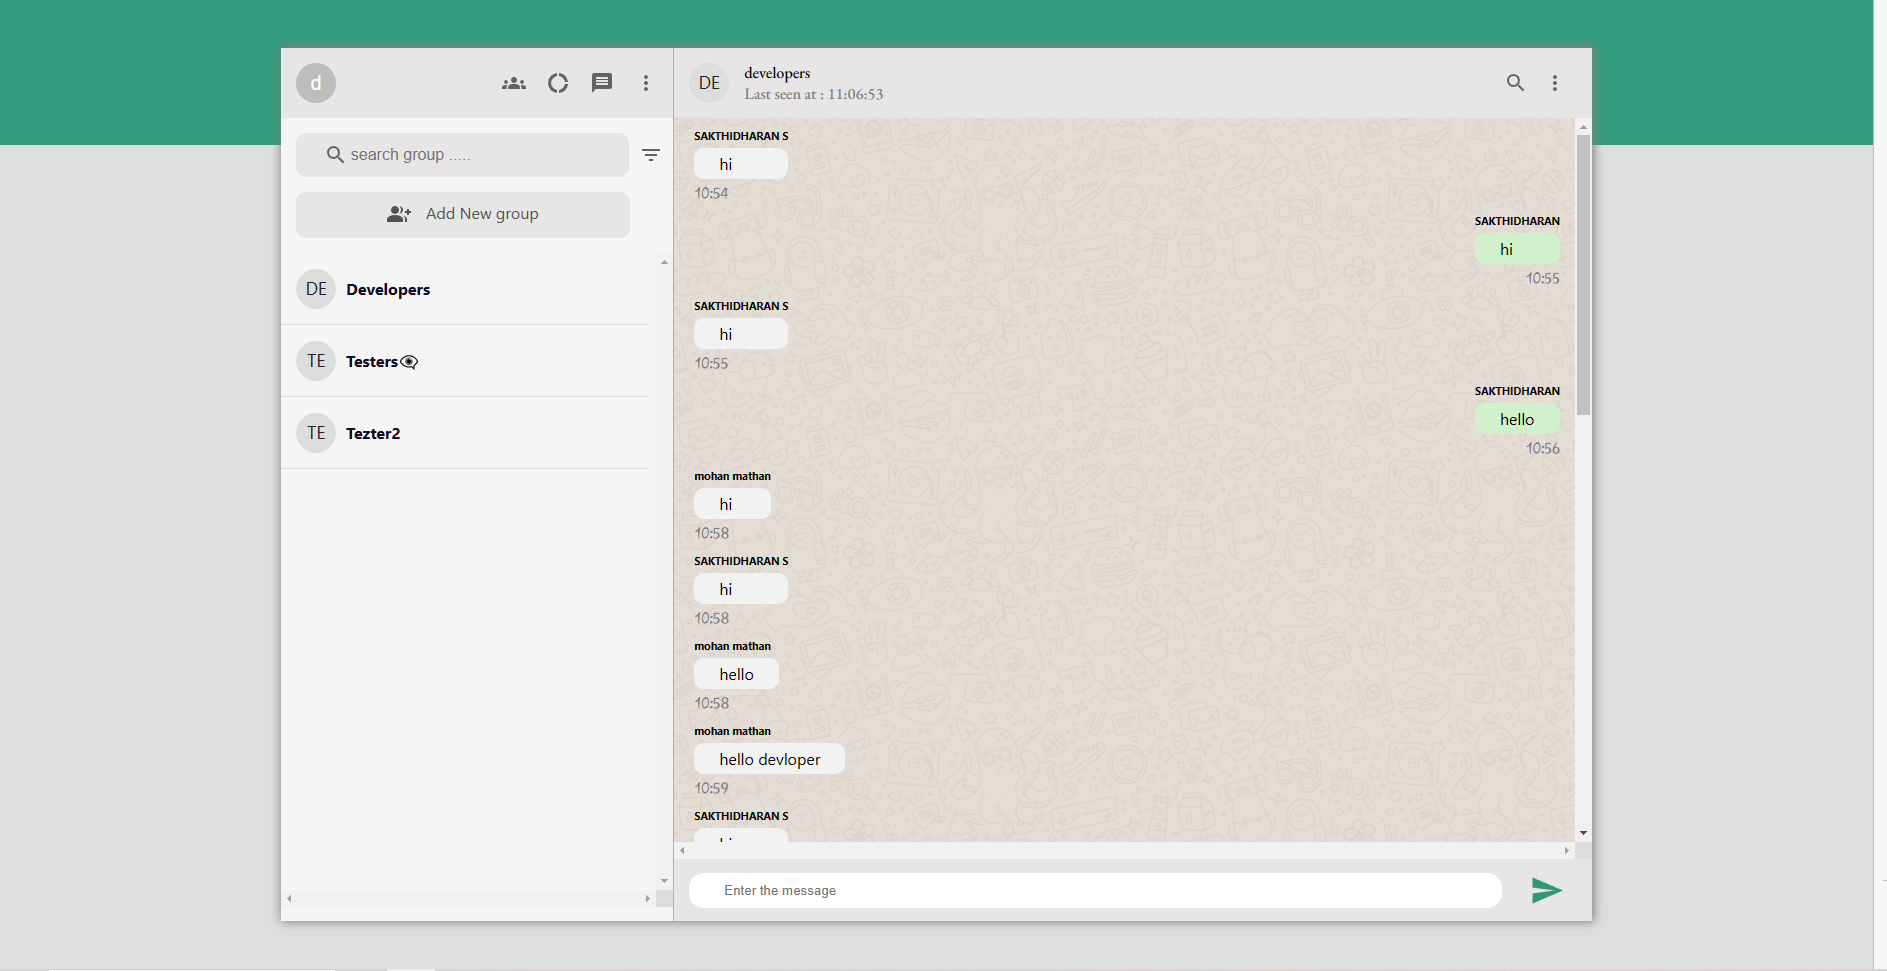 d
search group .....
Add New group
DE Developers
TE Testers
TE Tezter2
DE developers
Last seen at : 11:06:53
SAKTHIDHARAN S
hi
10:54
SAKTHIDHARAN
hi
10:55
SAKTHIDHARAN S
hi
10:55
SAKTHIDHARAN
hello
10:56
mohan mathan
hi
10:58
SAKTHIDHARAN S
hi
10:58
mohan mathan
hello
10:58
mohan mathan
hello devloper
10:59
SAKTHIDHARAN S
Enter the message